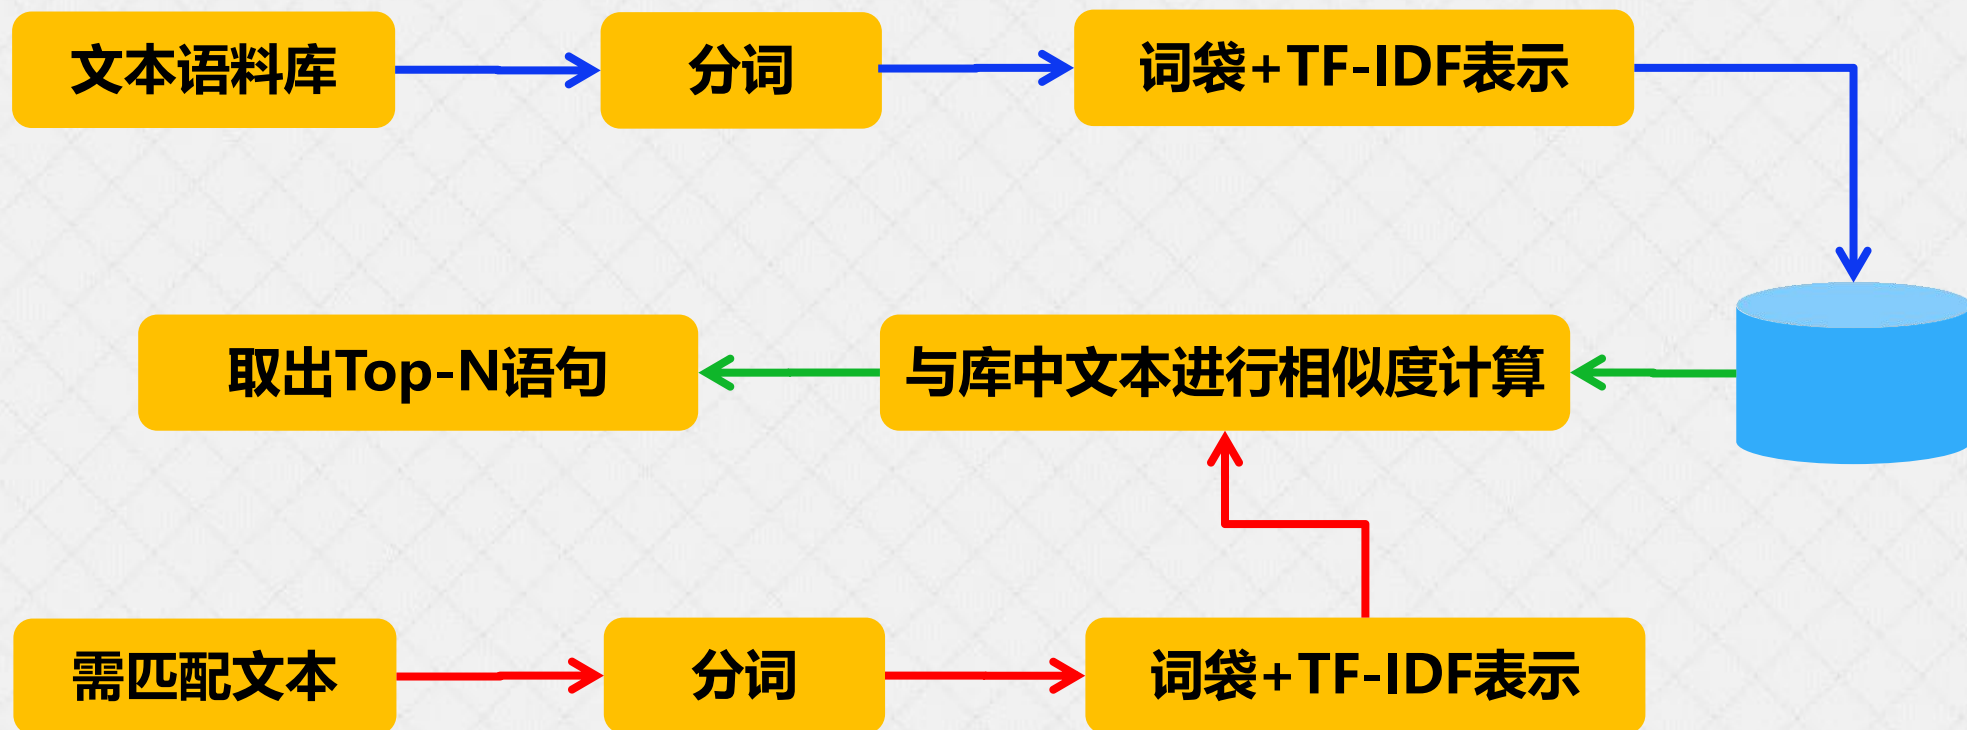 文本语料库
分词
词袋+TF-IDF表示
取出Top-N语句
与库中文本进行相似度计算
需匹配文本
分词
词袋+TF-IDF表示